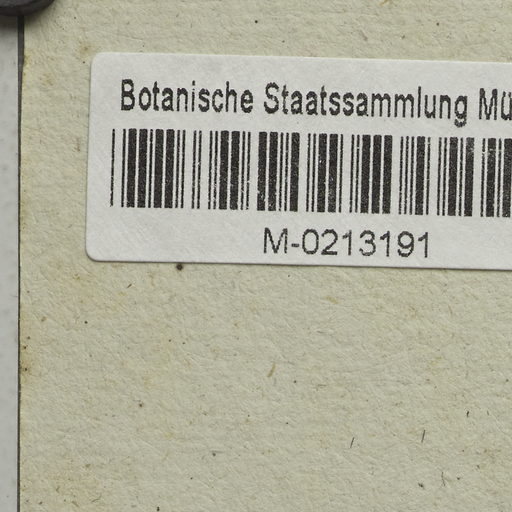 Botanische Staatssammlung Mü
M-0213191